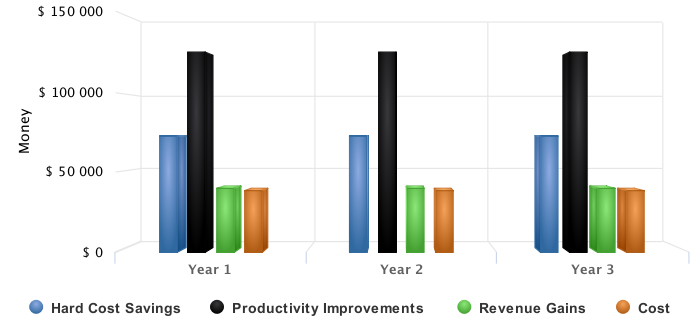 $ 150 000
$ 100 000
$ 50 000
$ 0
Money
Year 1
Year 2
Year 3
Hard Cost Savings
Productivity Improvements
Revenue Gains
Cost